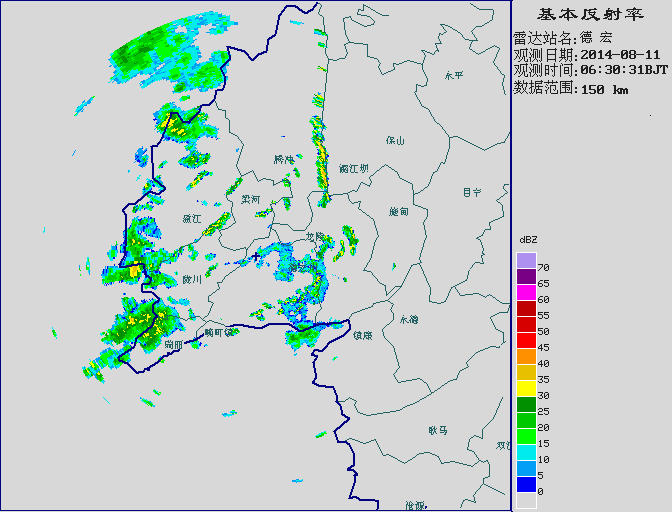 基本反射率
雷达站名:德 宏
观测日期:2014-08-11
观测时间:06:30:31BJT
数据范围:150 km
永平
保山
腾冲
潞江坝
昌宁
梁河
施甸
盈江
龙陵
陇川
永德
镇康
畹町镇
瑞丽
耿马
双江
沧源
dBZ
70
65
60
55
50
45
40
35
30
25
20
15
10
5
0